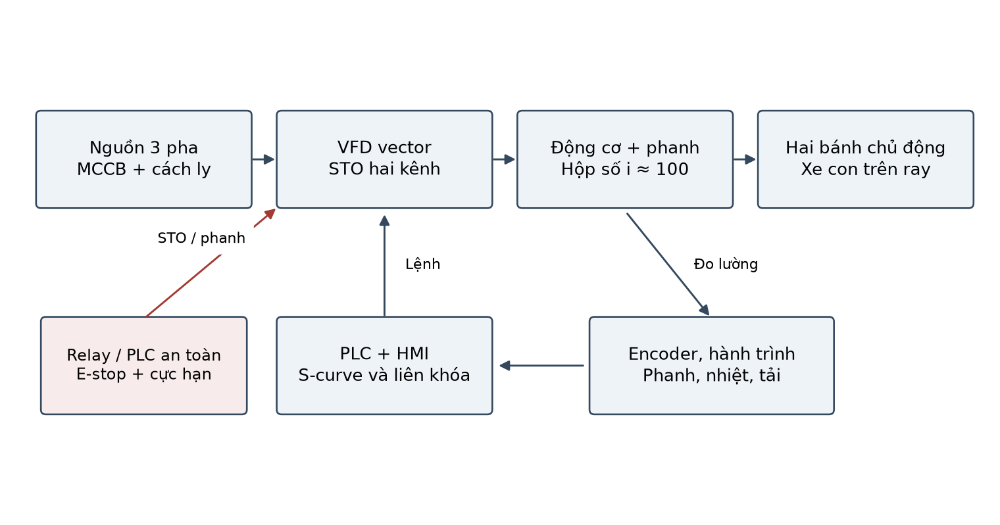 Nguồn 3 pha
MCCB + cách ly
VFD vector
STO hai kênh
Động cơ + phanh
Hộp số i ≈ 100
Hai bánh chủ động
Xe con trên ray
STO / phanh
Lệnh
Đo lường
Relay / PLC an toàn
E-stop + cực hạn
PLC + HMI
S-curve và liên khóa
Encoder, hành trình
Phanh, nhiệt, tải